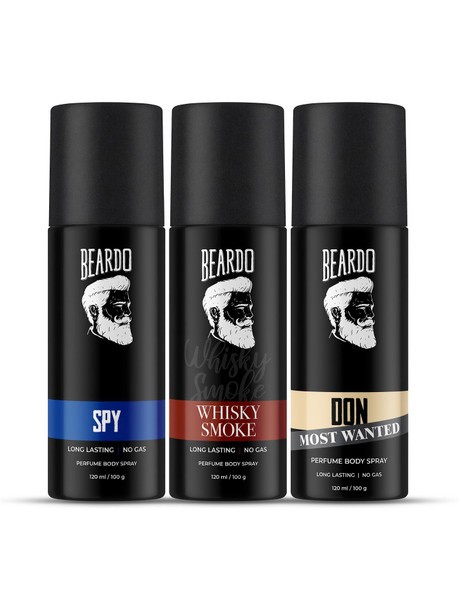 BEARDO
SPY
LONG LASTING | NO GAS
PERFUME BODY SPRAY
120 ml / 100 g
BEARDO
Whisky
Smoke
WHISKY
SMOKE
LONG LASTING | NO GAS
PERFUME BODY SPRAY
120 ml / 100 g
BEARDO
DON
MOST WANTED
PERFUME BODY SPRAY
LONG LASTING | NO GAS
120 ml / 100 g